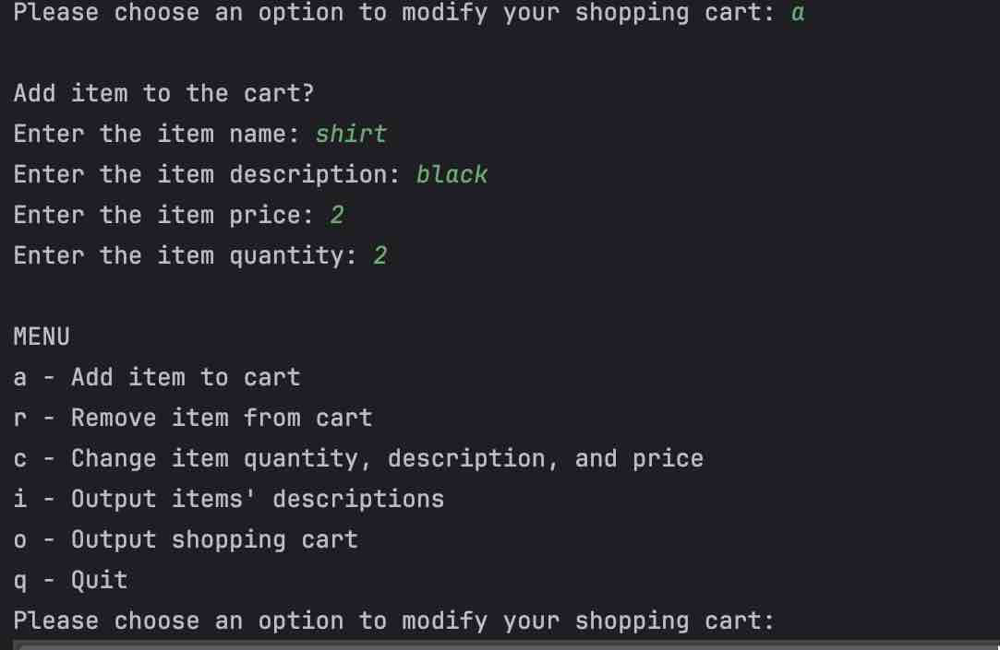 Please choose an option to modify your shopping cart: a
Add item to the cart?
Enter the item name: shirt
Enter the item description: black
Enter the item price: 2
Enter the item quantity: 2
MENU
a - Add item to cart
r - Remove item from cart
c - Change item quantity, description, and price
i - Output items' descriptions
o - Output shopping cart
q - Quit
Please choose an option to modify your shopping cart: